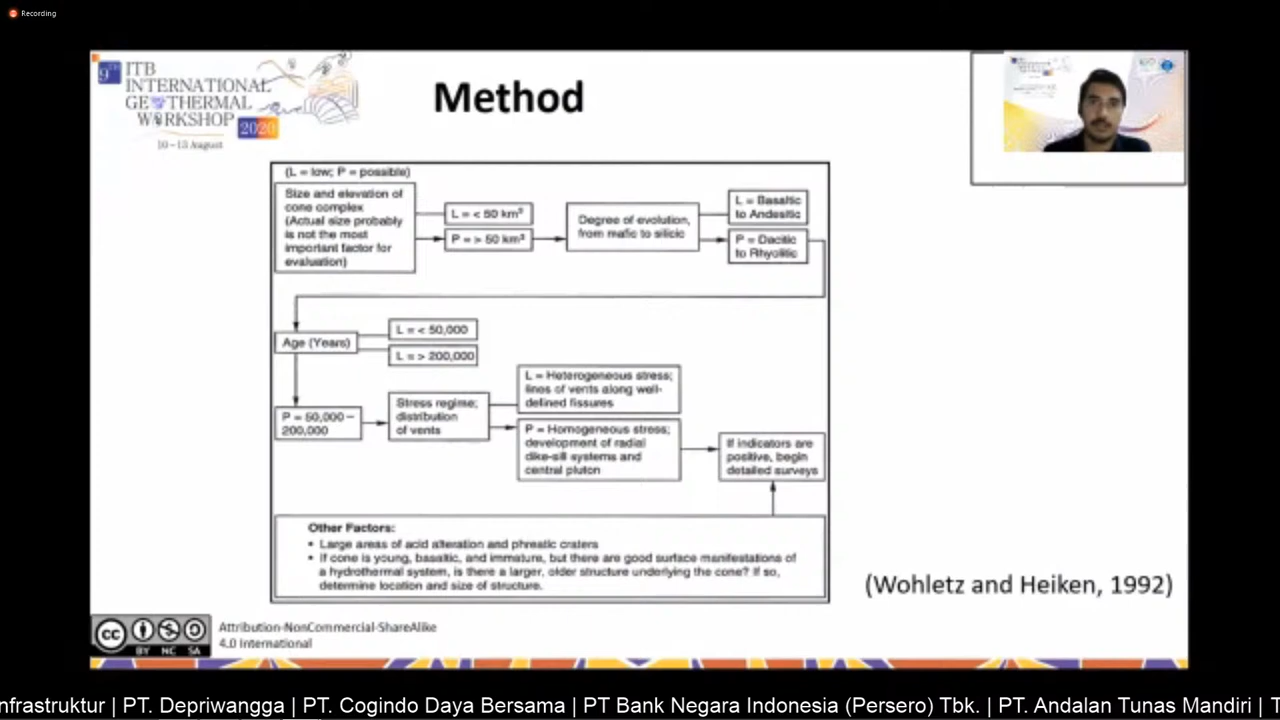 Recording
9TH ITB
INTERNATIONAL
GEOTHERMAL
WORKSHOP 2020
10-13 August
Method
(L = low; P = possible)
Size and elevation of
cone complex
(Actual size probably
is not the most
important factor for
evaluation)
L = < 50 km³
P = > 50 km³
Degree of evolution,
from mafic to silicic
L = Basaltic
to Andesitic
P = Dacitic
to Rhyolitic
Age (Years)
L = < 50,000
L = > 200,000
P = 50,000 –
200,000
Stress regime;
distribution
of vents
L = Heterogeneous stress;
lines of vents along well-
defined fissures
P = Homogeneous stress;
development of radial
dike-sill systems and
central pluton
If indicators are
positive, begin
detailed surveys
Other Factors:
• Large areas of acid alteration and phreatic craters
• If cone is young, basaltic, and immature, but there are good surface manifestations of
a hydrothermal system, is there a larger, older structure underlying the cone? If so,
determine location and size of structure.
(Wohletz and Heiken, 1992)
cc BY NC SA
Attribution-NonCommercial-ShareAlike
4.0 International
nfrastruktur | PT. Depriwangga | PT. Cogindo Daya Bersama | PT Bank Negara Indonesia (Persero) Tbk. | PT. Andalan Tunas Mandiri | T